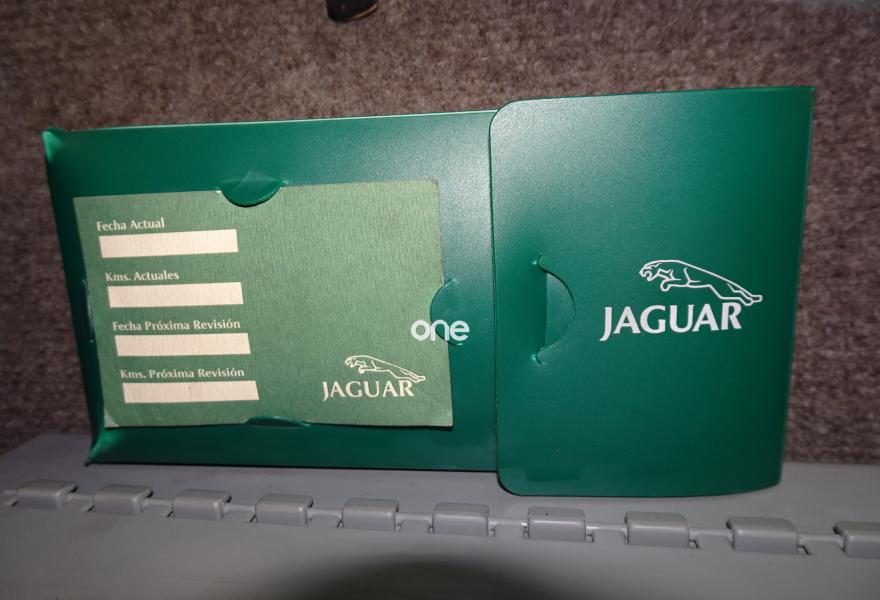 Fecha Actual
Kms. Actuales
Fecha Próxima Revisión
Kms. Próxima Revisión
JAGUAR
one
JAGUAR